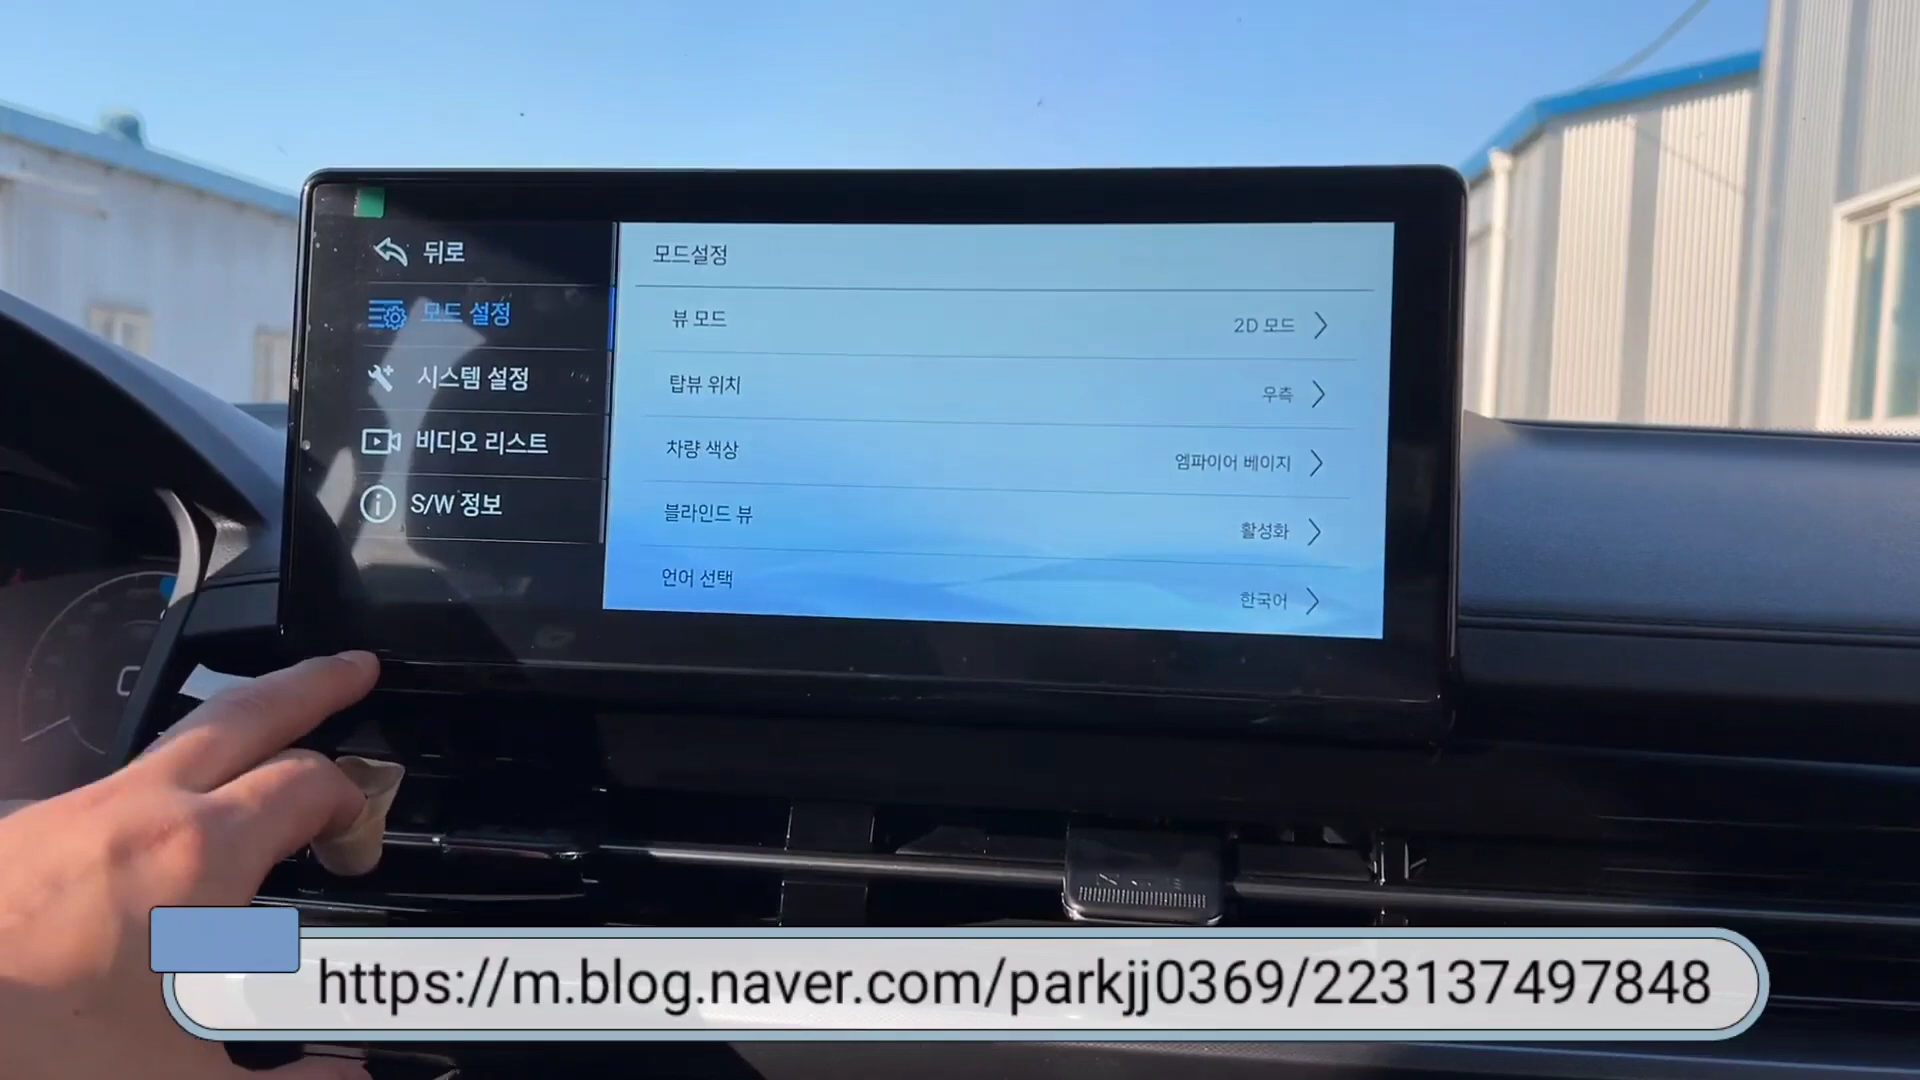 뒤로
모드 설정
시스템 설정
비디오 리스트
S/W 정보
모드설정
뷰 모드 2D 모드
탑뷰 위치 우측
차량 색상 엠파이어 베이지
블라인드 뷰 활성화
언어 선택 한국어
https://m.blog.naver.com/parkjj0369/223137497848